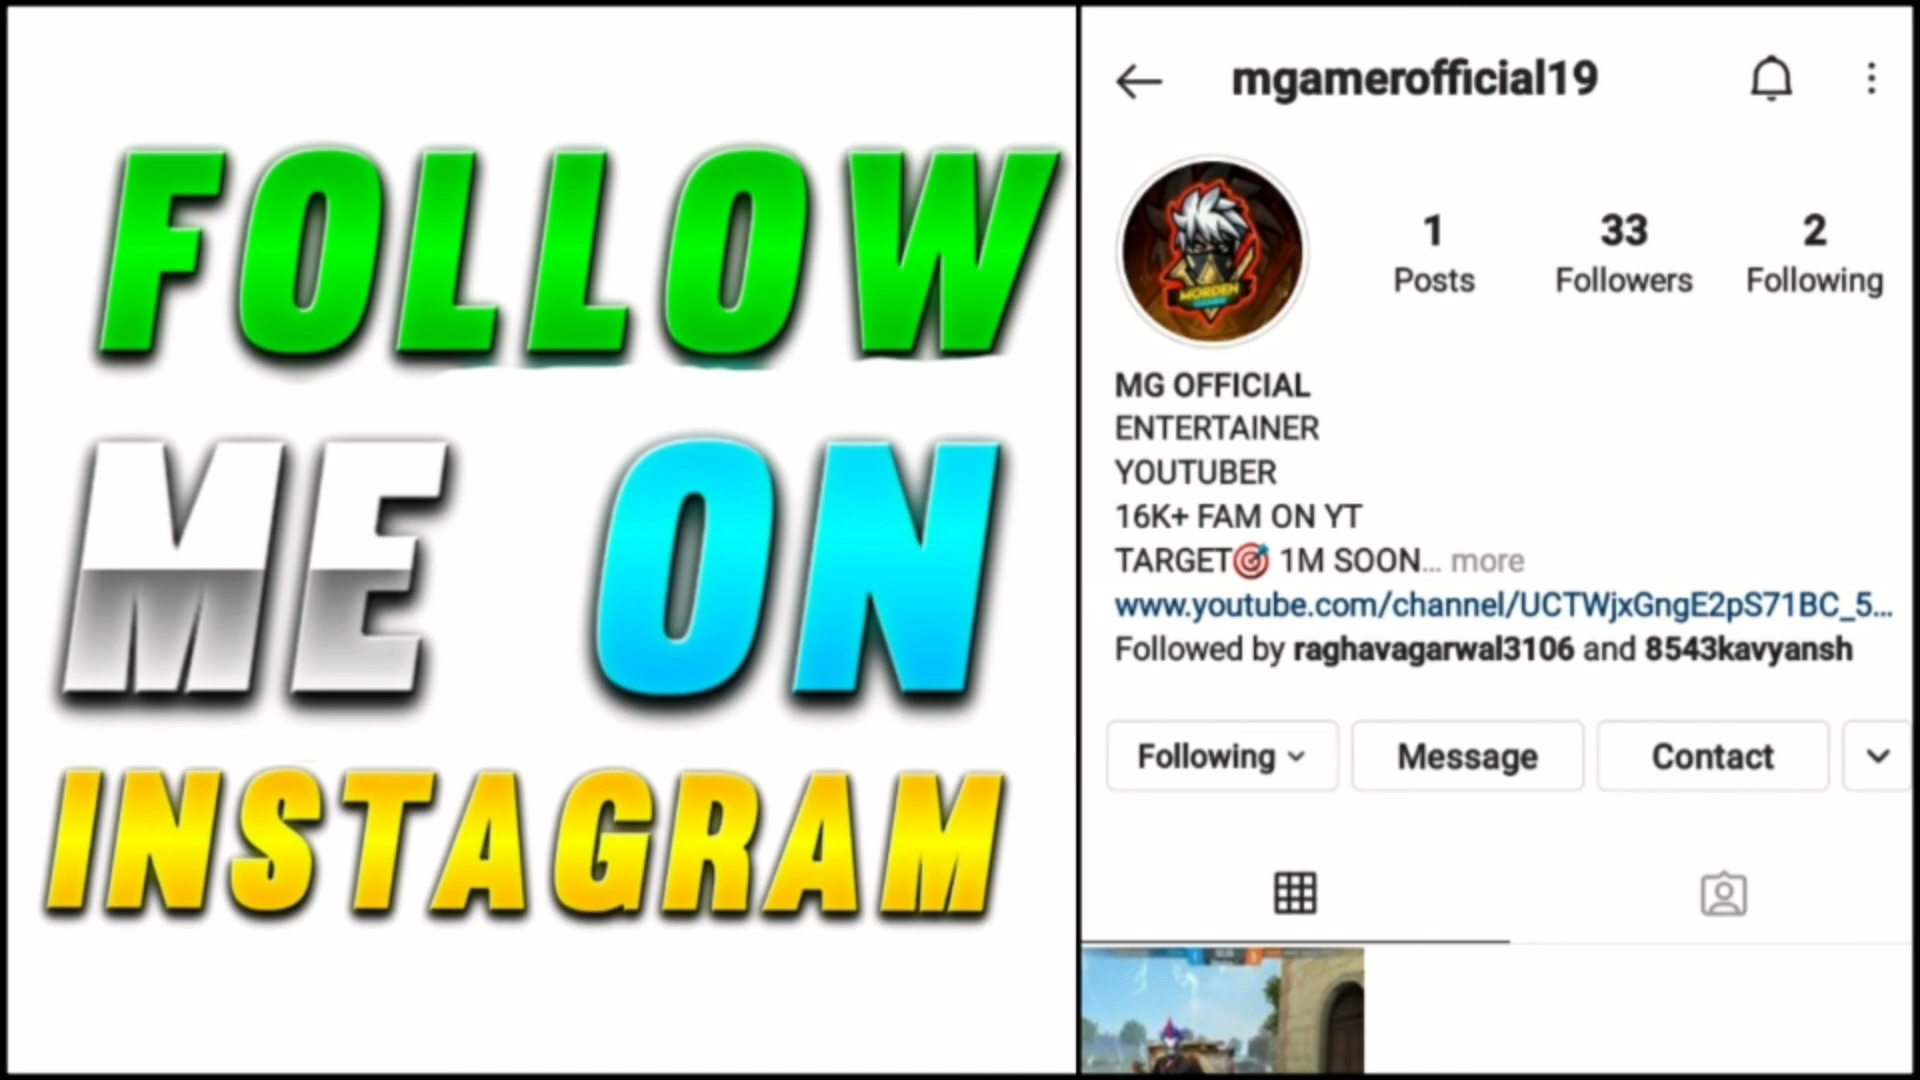 FOLLOW
ME ON
INSTAGRAM
mgamerofficial19
MORDEN
1 33 2
Posts Followers Following
MG OFFICIAL
ENTERTAINER
YOUTUBER
16K+ FAM ON YT
TARGET🎯 1M SOON... more
www.youtube.com/channel/UCTWjxGngE2pS71BC_5...
Followed by raghavagarwal3106 and 8543kavyansh
Following Message Contact